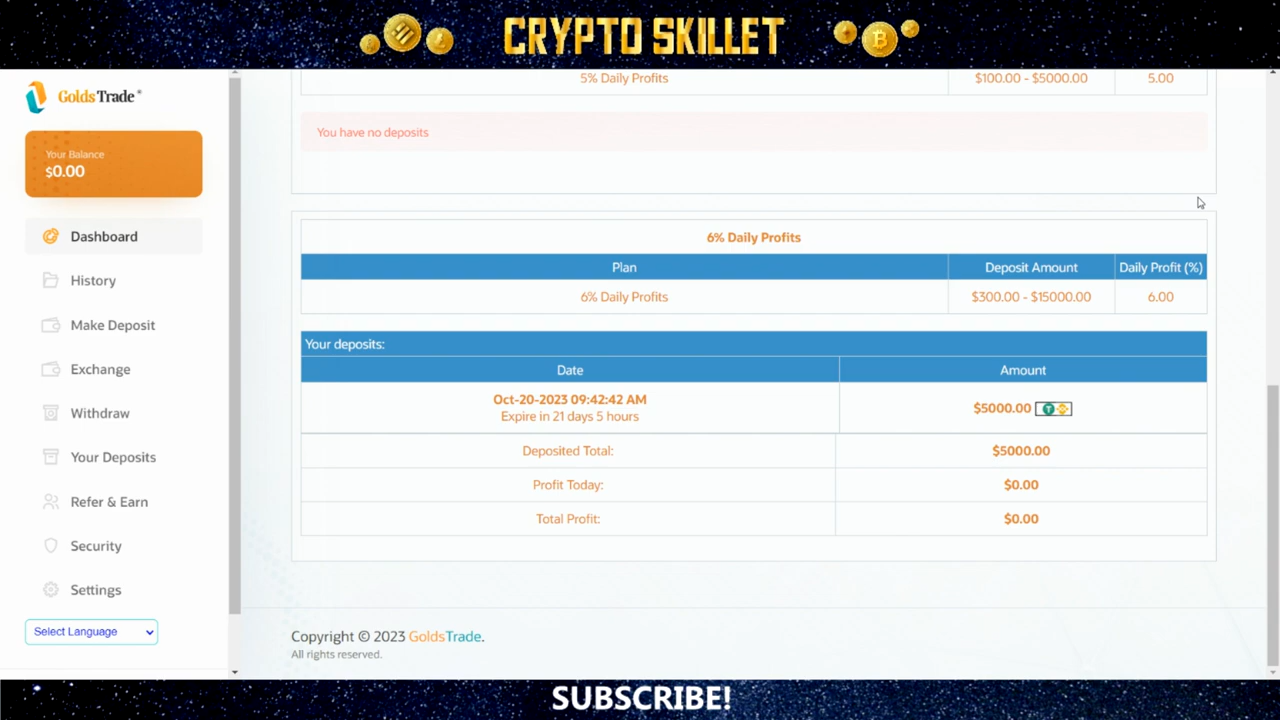 CRYPTO SKILLET
GoldsTrade®
Your Balance
$0.00
Dashboard
History
Make Deposit
Exchange
Withdraw
Your Deposits
Refer & Earn
Security
Settings
Select Language
5% Daily Profits $100.00 - $5000.00 5.00
You have no deposits
6% Daily Profits
Plan Deposit Amount Daily Profit (%)
6% Daily Profits $300.00 - $15000.00 6.00
Your deposits:
Date Amount
Oct-20-2023 09:42:42 AM
Expire in 21 days 5 hours
$5000.00
Deposited Total: $5000.00
Profit Today: $0.00
Total Profit: $0.00
Copyright © 2023 GoldsTrade.
All rights reserved.
SUBSCRIBE!